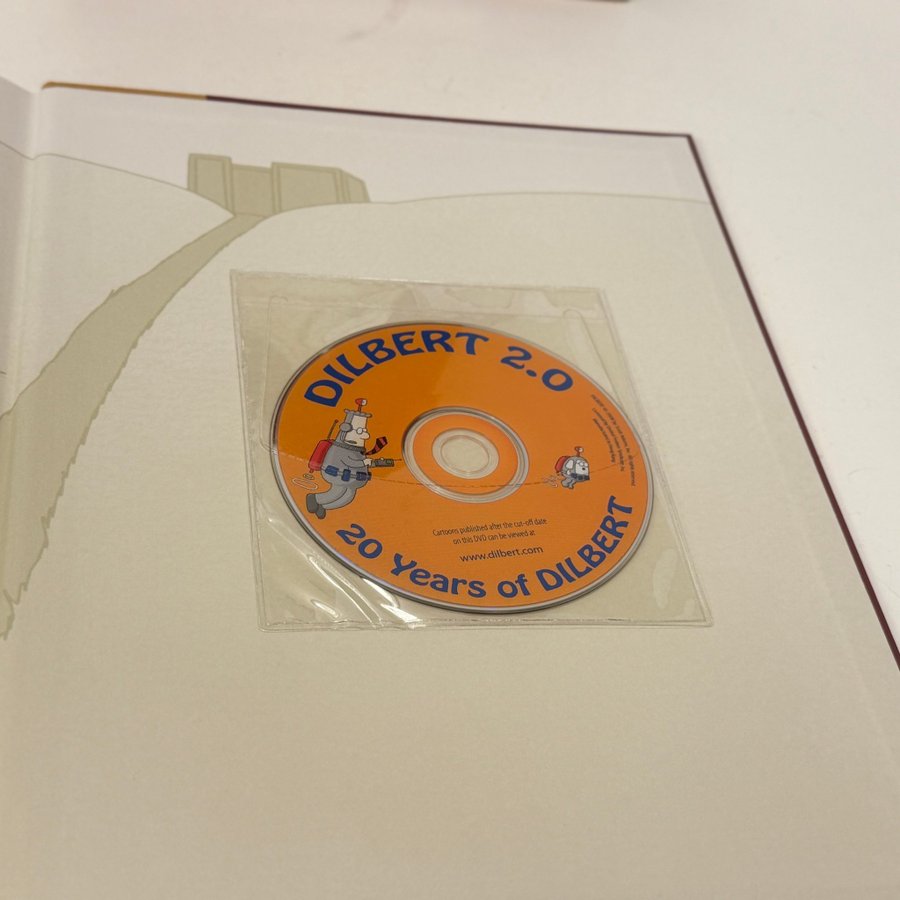 DILBERT 2.0
Cartoons published after the cut-off date
on this DVD can be viewed at
www.dilbert.com
20 Years of DILBERT